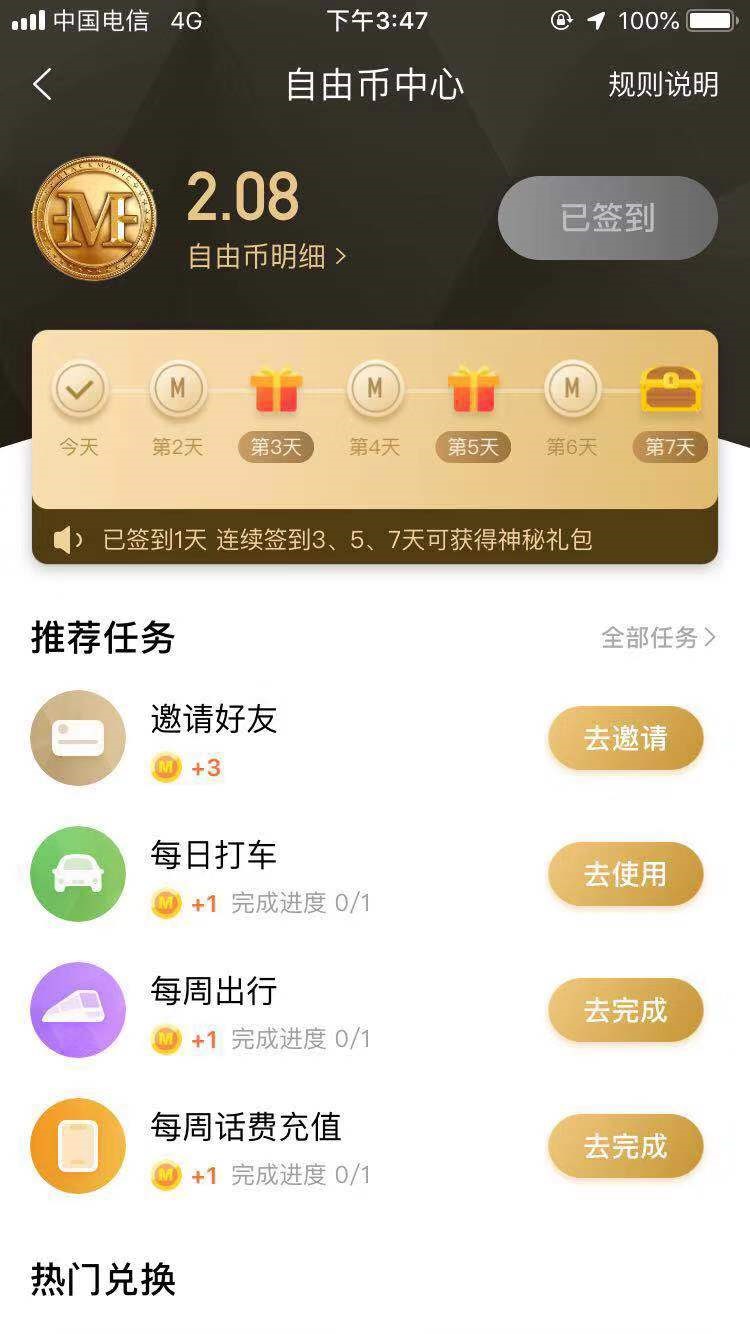 中国电信 4G 下午3:47 100%
自由币中心 规则说明
2.08
自由币明细 >
已签到
M M M
今天 第2天 第3天 第4天 第5天 第6天 第7天
已签到1天 连续签到3、5、7天可获得神秘礼包
推荐任务 全部任务 >
邀请好友
M +3
去邀请
每日打车
M +1 完成进度 0/1
去使用
每周出行
M +1 完成进度 0/1
去完成
每周话费充值
M +1 完成进度 0/1
去完成
热门兑换